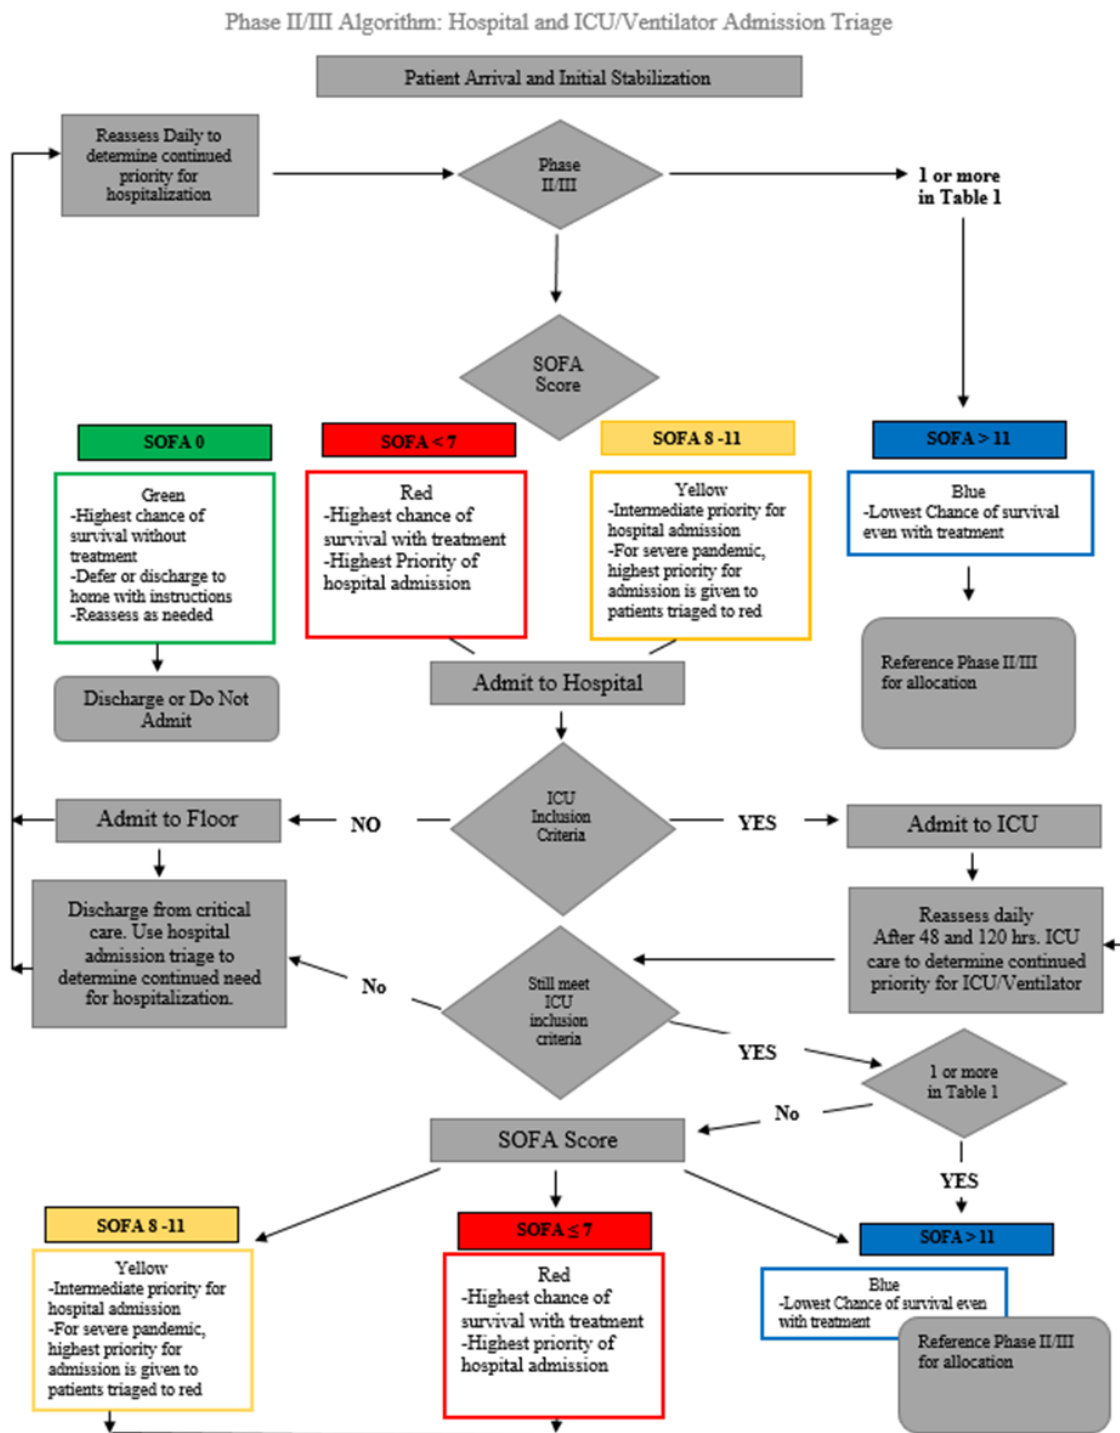 Phase II/III Algorithm: Hospital and ICU/Ventilator Admission Triage
Patient Arrival and Initial Stabilization
Reassess Daily to
determine continued
priority for
hospitalization
Phase
II/III
1 or more
in Table 1
SOFA
Score
SOFA 0
Green
-Highest chance of
survival without
treatment
-Defer or discharge to
home with instructions
-Reassess as needed
SOFA < 7
Red
-Highest chance of
survival with treatment
-Highest Priority of
hospital admission
SOFA 8 -11
Yellow
-Intermediate priority for
hospital admission
-For severe pandemic,
highest priority for
admission is given to
patients triaged to red
SOFA > 11
Blue
-Lowest Chance of survival
even with treatment
Discharge or Do Not
Admit
Admit to Hospital
Reference Phase II/III
for allocation
Admit to Floor
NO
ICU
Inclusion
Criteria
YES
Admit to ICU
Discharge from critical
care. Use hospital
admission triage to
determine continued need
for hospitalization.
No
Still meet
ICU
inclusion
criteria
Reassess daily
After 48 and 120 hrs. ICU
care to determine continued
priority for ICU/Ventilator
YES
1 or more
in Table 1
No
SOFA Score
YES
SOFA 8 -11
Yellow
-Intermediate priority for
hospital admission
-For severe pandemic,
highest priority for
admission is given to
patients triaged to red
SOFA ≤ 7
Red
-Highest chance of
survival with treatment
-Highest priority of
hospital admission
SOFA > 11
Blue
-Lowest Chance of survival even
with treatment
Reference Phase II/III
for allocation